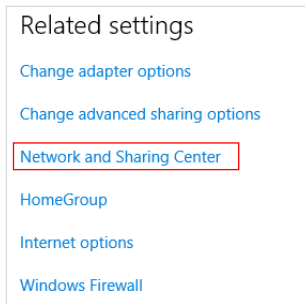 Related settings
Change adapter options
Change advanced sharing options
Network and Sharing Center
HomeGroup
Internet options
Windows Firewall